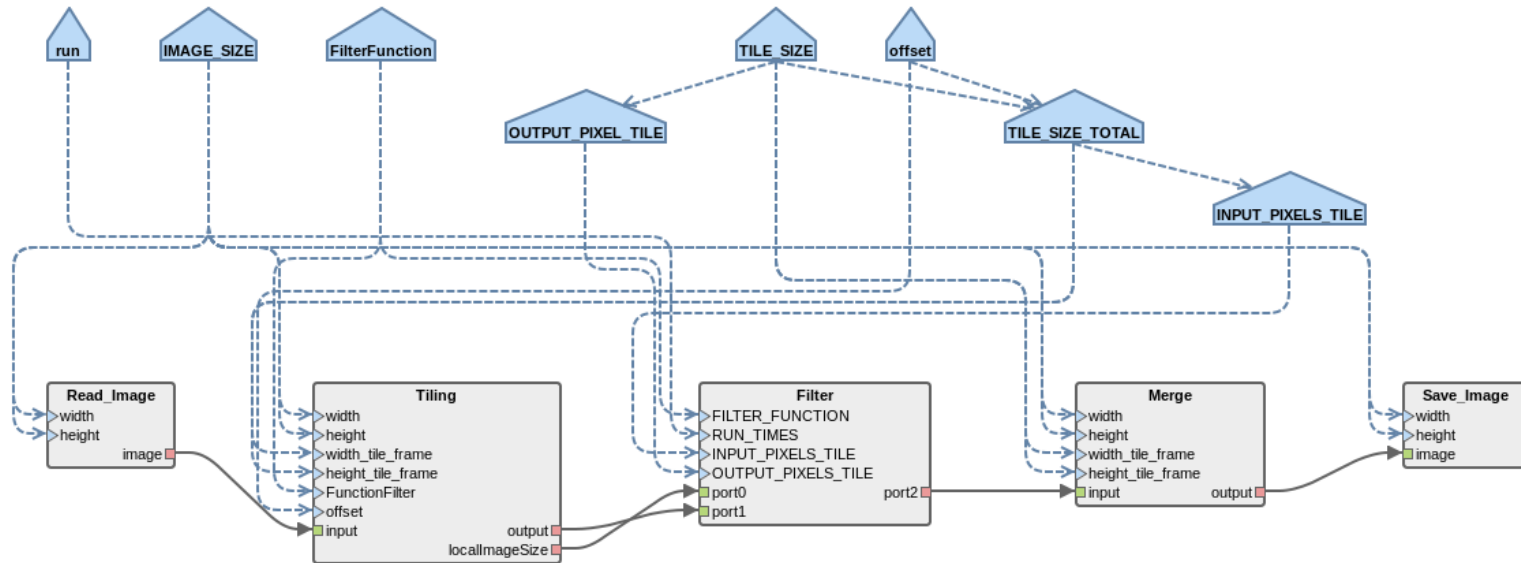 run
IMAGE_SIZE
FilterFunction
TILE_SIZE
offset
OUTPUT_PIXEL_TILE
TILE_SIZE_TOTAL
INPUT_PIXELS_TILE
Read_Image
width
height
image
Tiling
width
height
width_tile_frame
height_tile_frame
FunctionFilter
offset
input
output
localImageSize
Filter
FILTER_FUNCTION
RUN_TIMES
INPUT_PIXELS_TILE
OUTPUT_PIXELS_TILE
port0
port1
port2
Merge
width
height
width_tile_frame
height_tile_frame
input
output
Save_Image
width
height
image